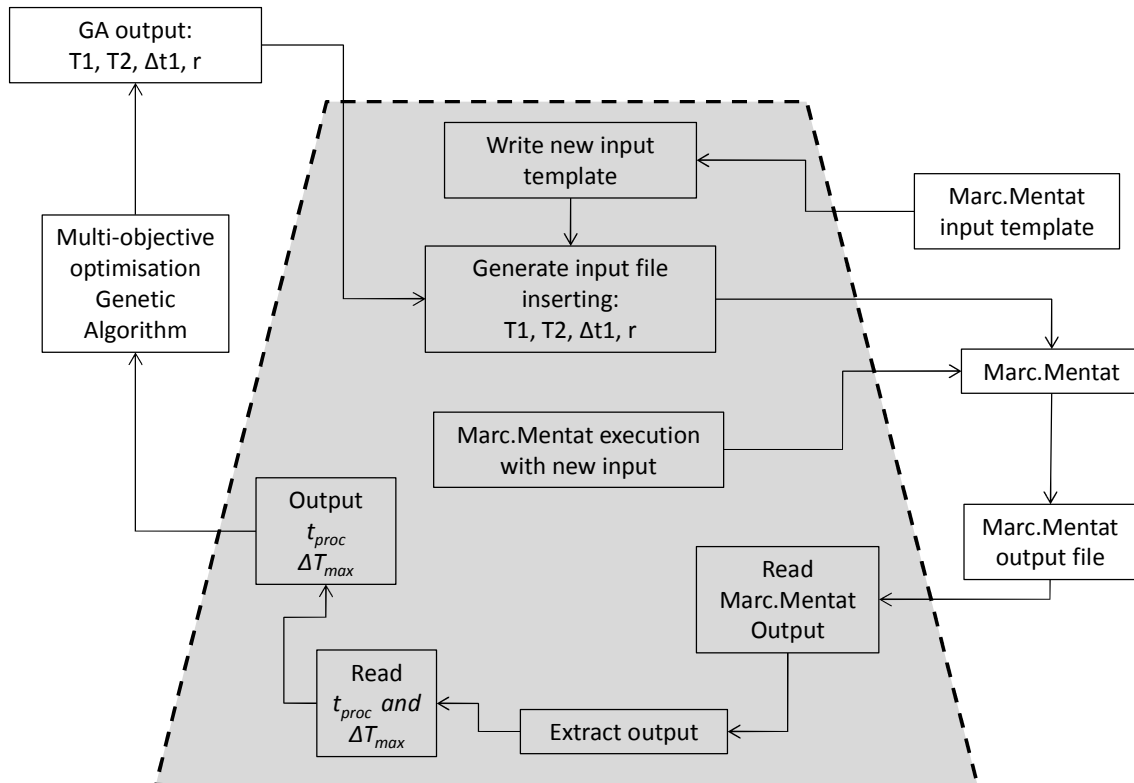 GA output:
T1, T2, Δt1, r
Write new input
template
Marc.Mentat
input template
Multi-objective
optimisation
Genetic
Algorithm
Generate input file
inserting:
T1, T2, Δt1, r
Marc.Mentat
Marc.Mentat execution
with new input
Output
tproc
ΔTmax
Marc.Mentat
output file
Read
Marc.Mentat
Output
Read
tproc and
ΔTmax
Extract output